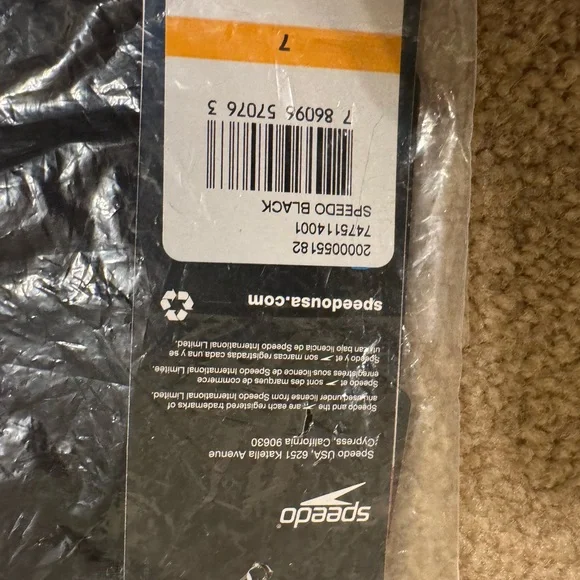 speedo
Speedo USA, 6251 Katella Avenue
Cypress, California 90630
Speedo and the are each registered trademarks of
and used under license from Speedo International Limited.
Speedo et sont des marques de commerce
enregistrées sous licence de Speedo International Limitée.
Speedo y son marcas registradas cada una y se
utilizan bajo licencia de Speedo International Limited.
speedousa.com
2000055182
7475114001
SPEEDO BLACK
7 86096 57076 3
7